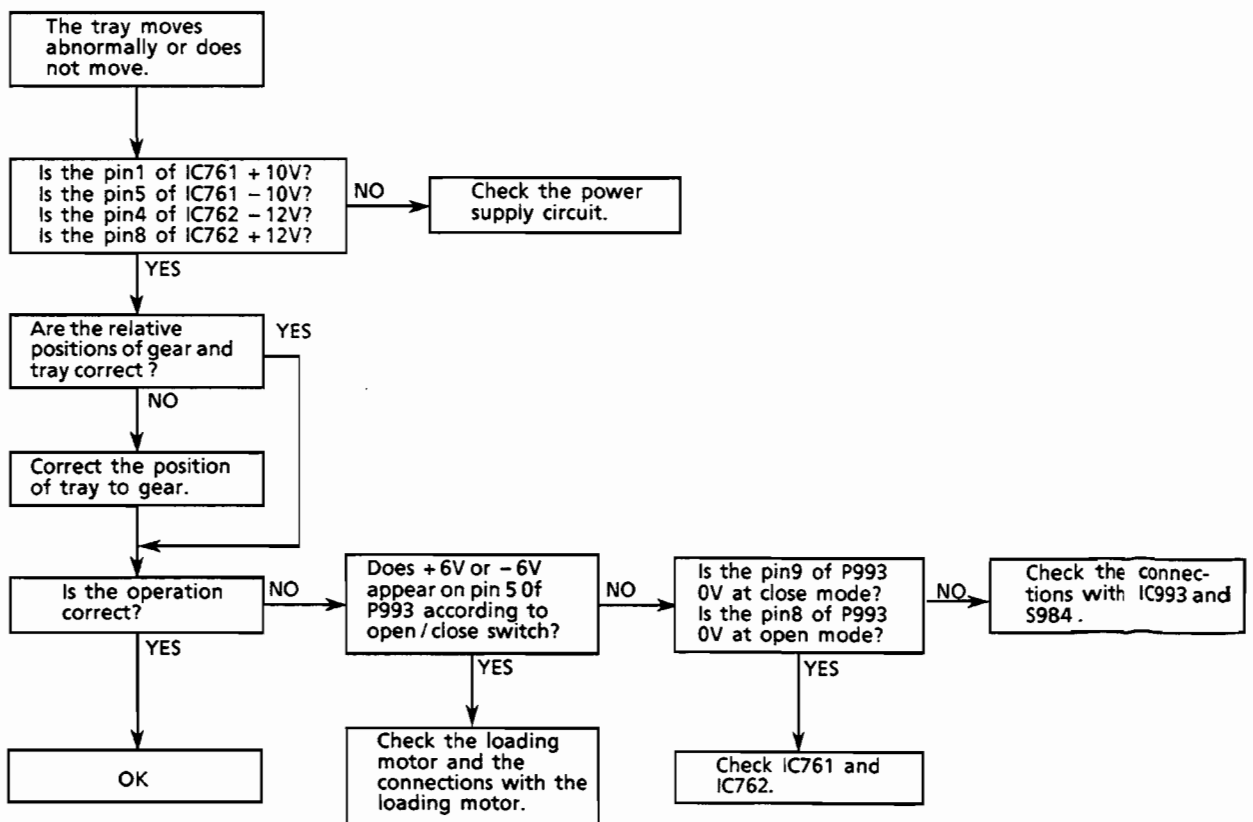 The tray moves
abnormally or does
not move.
Is the pin1 of IC761 +10V?
Is the pin5 of IC761 −10V?
Is the pin4 of IC762 −12V?
Is the pin8 of IC762 +12V?
NO
Check the power
supply circuit.
YES
Are the relative
positions of gear and
tray correct?
YES
NO
Correct the position
of tray to gear.
Is the operation
correct?
NO
Does +6V or −6V
appear on pin 5 0f
P993 according to
open/close switch?
NO
Is the pin9 of P993
0V at close mode?
Is the pin8 of P993
0V at open mode?
NO
Check the connec-
tions with IC993 and
S984.
YES
YES
YES
OK
Check the loading
motor and the
connections with the
loading motor.
Check IC761 and
IC762.